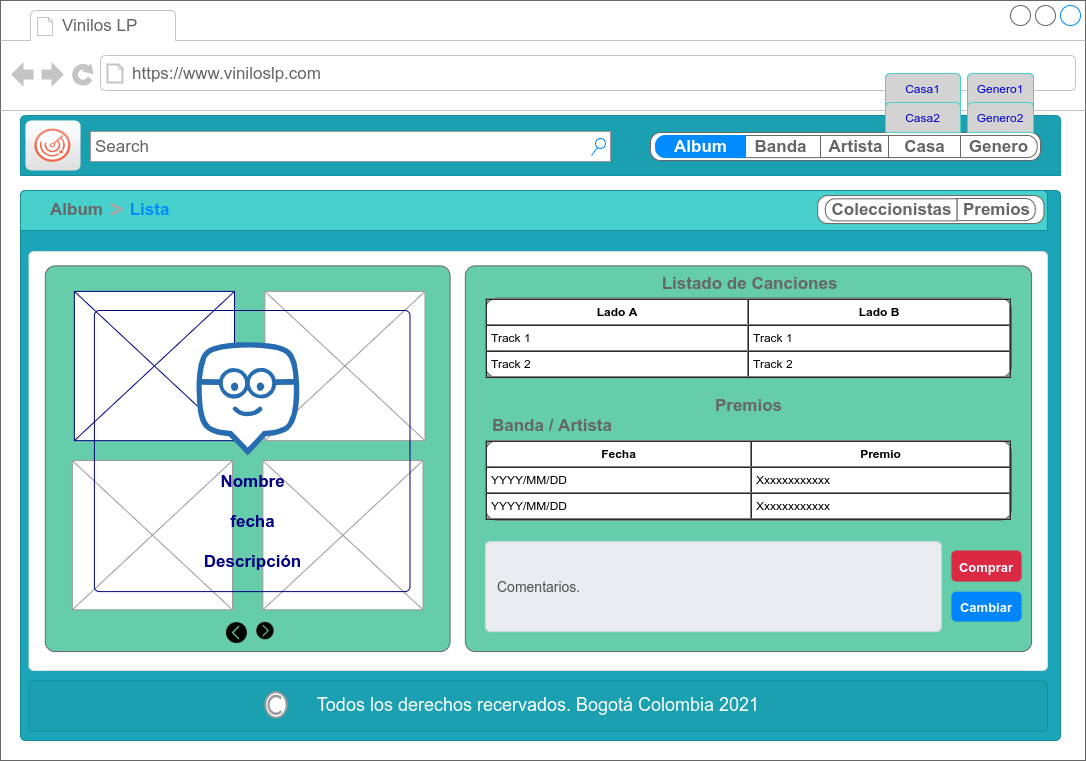 Vinilos LP
https://www.viniloslp.com
Casa1 Genero1
Casa2 Genero2
Search
Album Banda Artista Casa Genero
Album > Lista
Coleccionistas Premios
Nombre
fecha
Descripción
Listado de Canciones
Lado A Lado B
Track 1 Track 1
Track 2 Track 2
Premios
Banda / Artista
Fecha Premio
YYYY/MM/DD Xxxxxxxxxxxx
YYYY/MM/DD Xxxxxxxxxxxx
Comentarios.
Comprar
Cambiar
C Todos los derechos recervados. Bogotá Colombia 2021